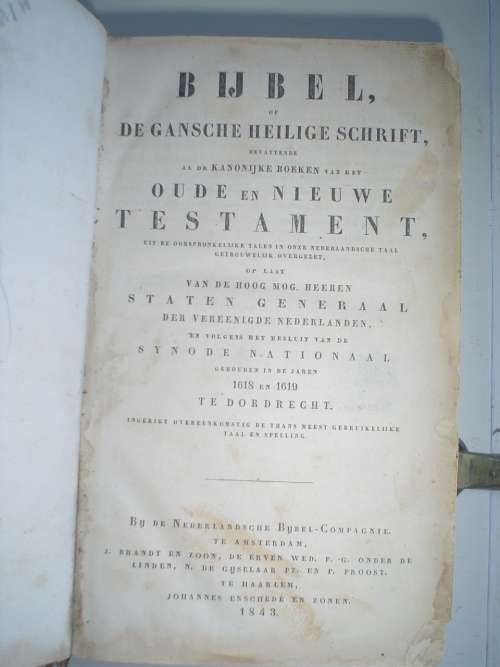 BIJBEL,
OF
DE GANSCHE HEILIGE SCHRIFT,
BEVATTENDE
AL DE KANONIJKE BOEKEN VAN HET
OUDE EN NIEUWE
TESTAMENT,
UIT DE OORSPRONKELIJKE TALEN IN ONZE NEDERLANDSCHE TAAL
GETROUWELIJK OVERGEZET,
OP LAST
VAN DE HOOG MOG. HEEREN
STATEN GENERAAL
DER VEREENIGDE NEDERLANDEN,
EN VOLGENS HET BESLUIT VAN DE
SYNODE NATIONAAL
GEHOUDEN IN DE JAREN
1618 EN 1619
TE DORDRECHT.
INGERIGT OVEREENKOMSTIG DE THANS MEEST GEBRUIKELIJKE
TAAL EN SPELLING.
BIJ DE NEDERLANDSCHE BIJBEL-COMPAGNIE.
TE AMSTERDAM,
J. BRANDT EN ZOON, DE ERVEN WED. P. G. ONDER DE
LINDEN, N. DE GIJSELAAR PZ. EN P. PROOST.
TE HAARLEM,
JOHANNES ENSCHEDÉ EN ZONEN.
1843.